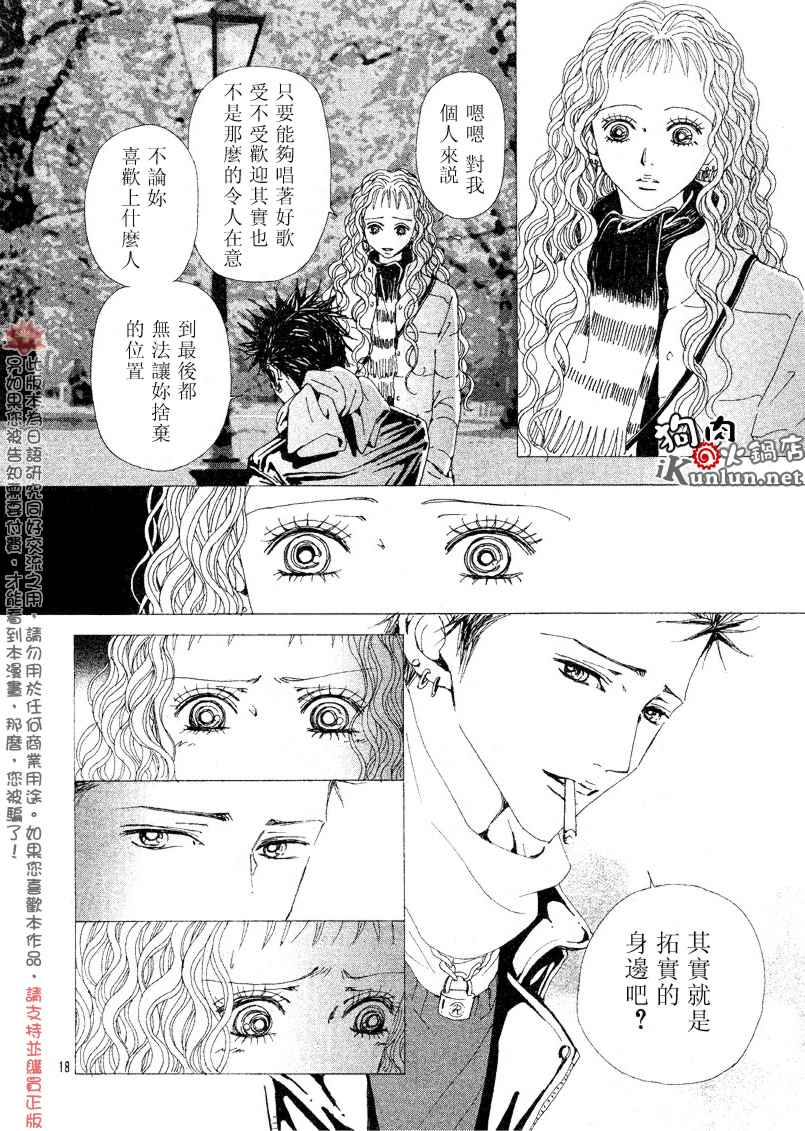 嗯嗯 對我
個人來説
只要能夠唱著好歌
受不受歡迎其實也
不是那麼的令人在意
不論妳
喜歡上什麼人
到最後都
無法讓妳捨棄
的位置
其實就是
拓實的
身邊吧？
狗肉火鍋店
iKunlun.net
此版本為日語研究同好交流之用，請勿用於任何商業用途。如果您喜歡本作品，請支持並購買正版
如果您被告知需要付費，才能看到本漫畫，那麼，您被騙了！
18